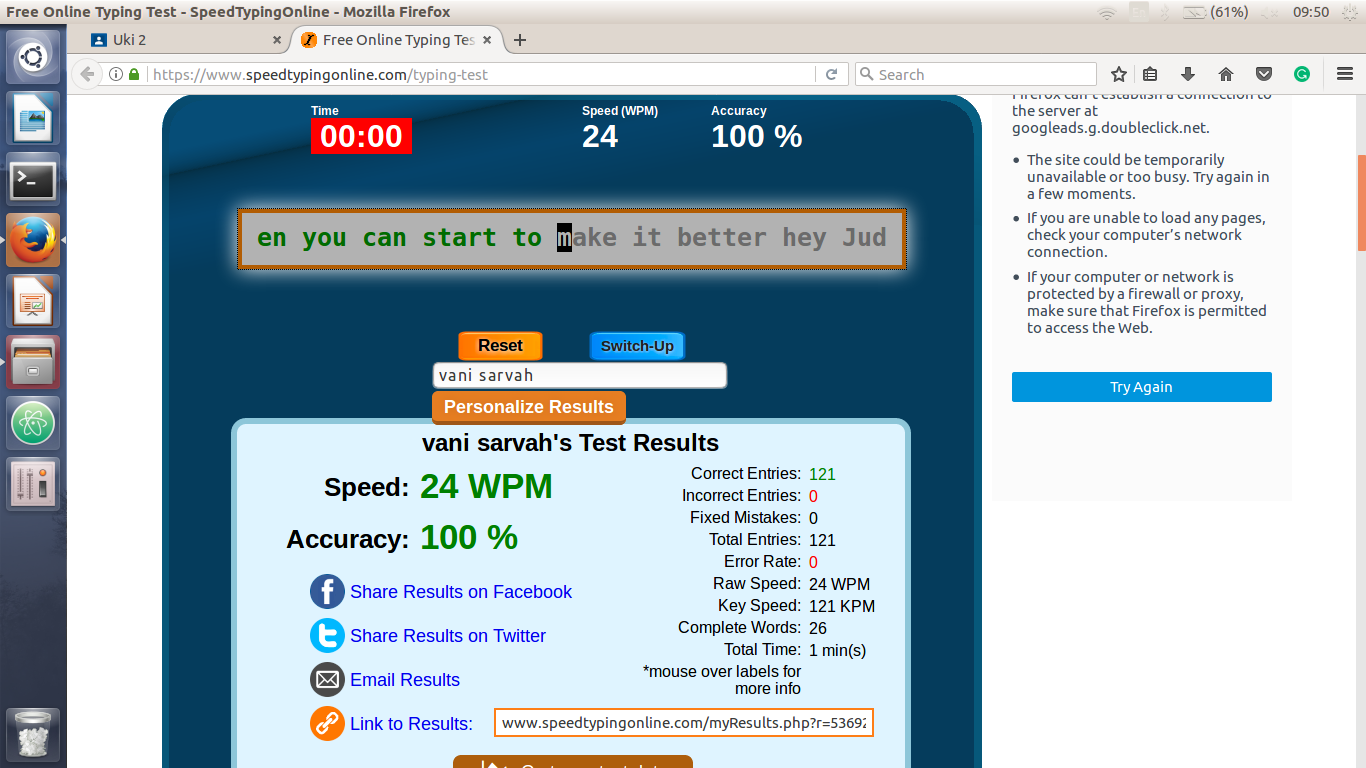 Free Online Typing Test - SpeedTypingOnline - Mozilla Firefox
(61%)
09:50
Uki 2
Free Online Typing Tes
https://www.speedtypingonline.com/typing-test
Search
Time
Speed (WPM)
Accuracy
00:00
24
100 %
en you can start to make it better hey Jud
Reset
Switch-Up
vani sarvah
Personalize Results
vani sarvah's Test Results
Speed: 24 WPM
Accuracy: 100 %
Share Results on Facebook
Share Results on Twitter
Email Results
Link to Results: www.speedtypingonline.com/myResults.php?r=5369
Correct Entries: 121
Incorrect Entries: 0
Fixed Mistakes: 0
Total Entries: 121
Error Rate: 0
Raw Speed: 24 WPM
Key Speed: 121 KPM
Complete Words: 26
Total Time: 1 min(s)
*mouse over labels for
more info
Firefox can't establish a connection to
the server at
googleads.g.doubleclick.net.
The site could be temporarily
unavailable or too busy. Try again in
a few moments.
If you are unable to load any pages,
check your computer's network
connection.
If your computer or network is
protected by a firewall or proxy,
make sure that Firefox is permitted
to access the Web.
Try Again